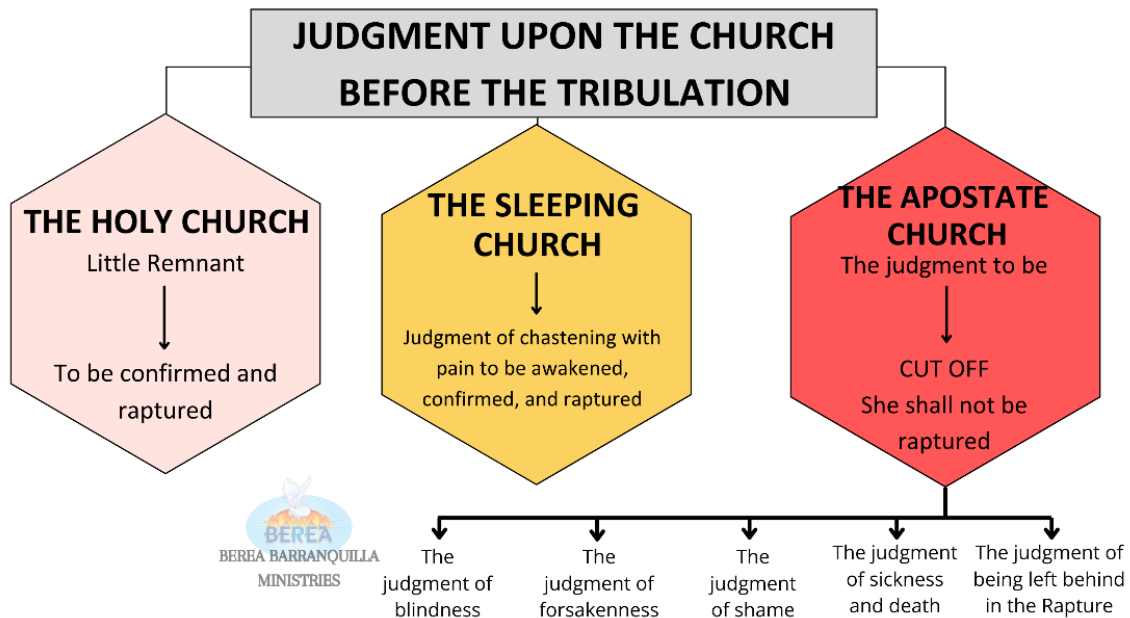 JUDGMENT UPON THE CHURCH
BEFORE THE TRIBULATION
THE HOLY CHURCH
Little Remnant
To be confirmed and
raptured
THE SLEEPING
CHURCH
Judgment of chastening with
pain to be awakened,
confirmed, and raptured
THE APOSTATE
CHURCH
The judgment to be
CUT OFF
She shall not be
raptured
BEREA
BEREA BARRANQUILLA
MINISTRIES
The
judgment of
blindness
The
judgment of
forsakenness
The
judgment
of shame
The judgment
of sickness
and death
The judgment of
being left behind
in the Rapture